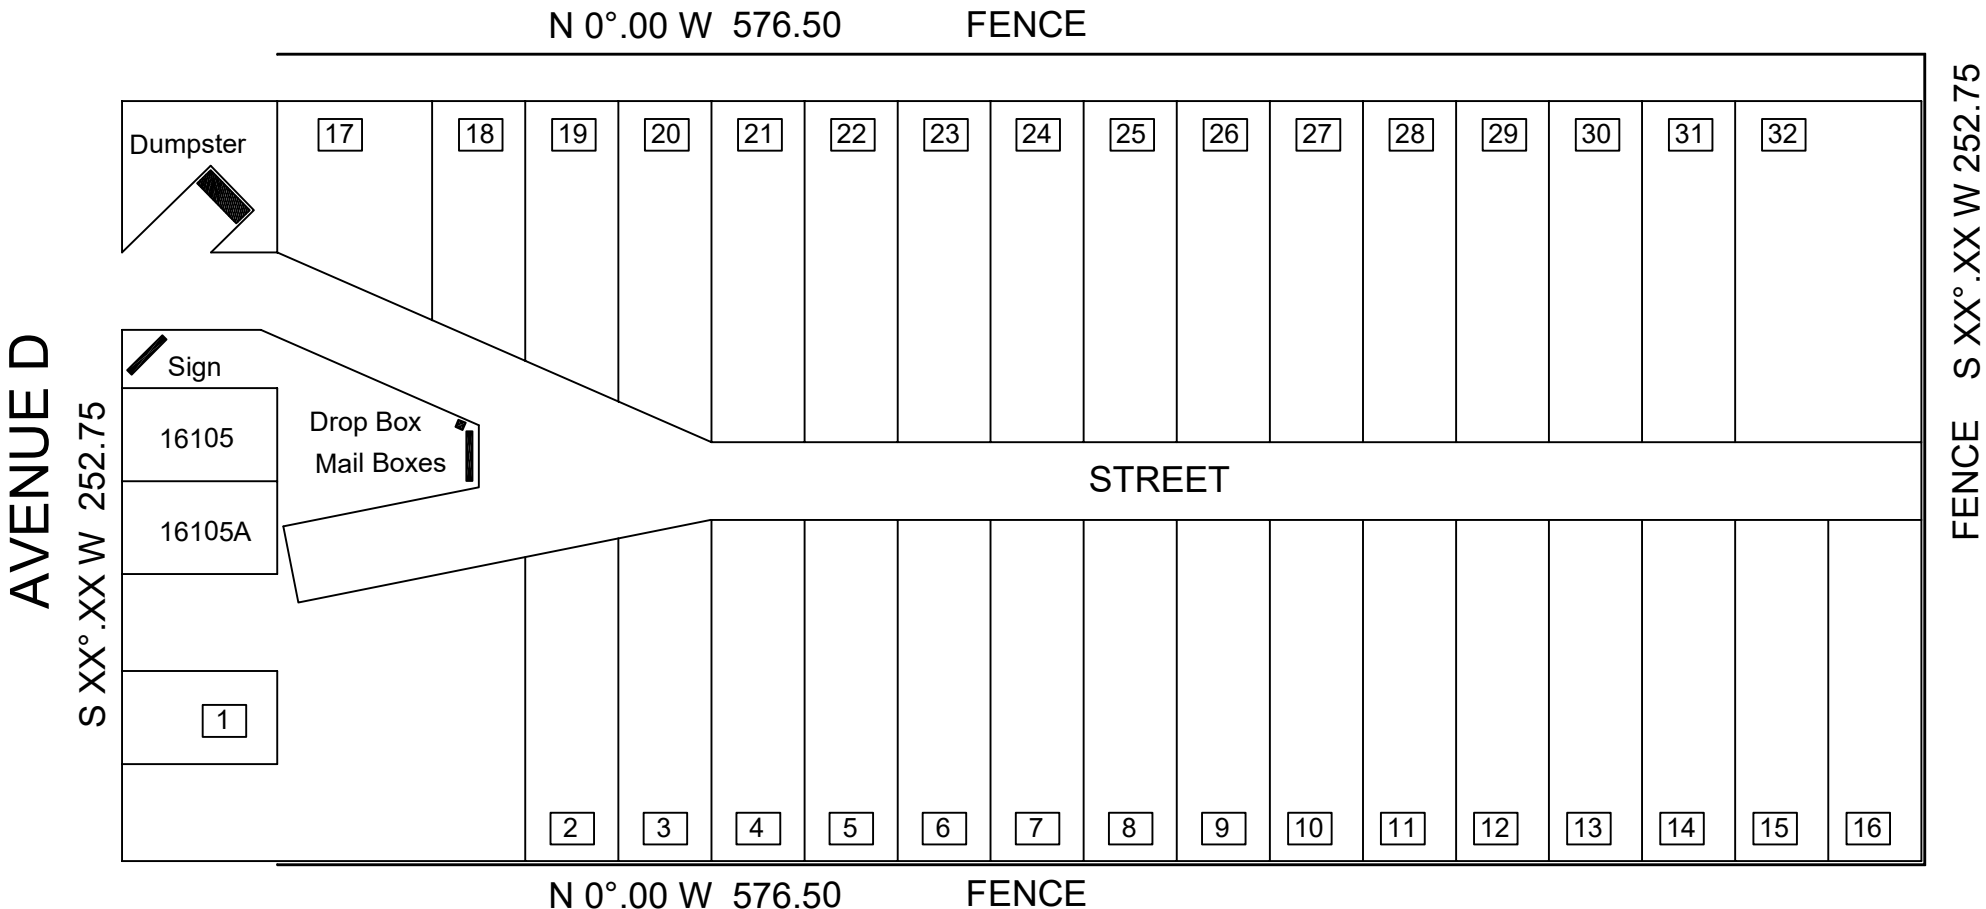 N 0°.00 W 576.50 FENCE
Dumpster
17 18 19 20 21 22 23 24 25 26 27 28 29 30 31 32
S XX°.XX W 252.75
FENCE
AVENUE D
S XX°.XX W 252.75
Sign
16105
Drop Box
Mail Boxes
STREET
16105A
1
2 3 4 5 6 7 8 9 10 11 12 13 14 15 16
N 0°.00 W 576.50 FENCE